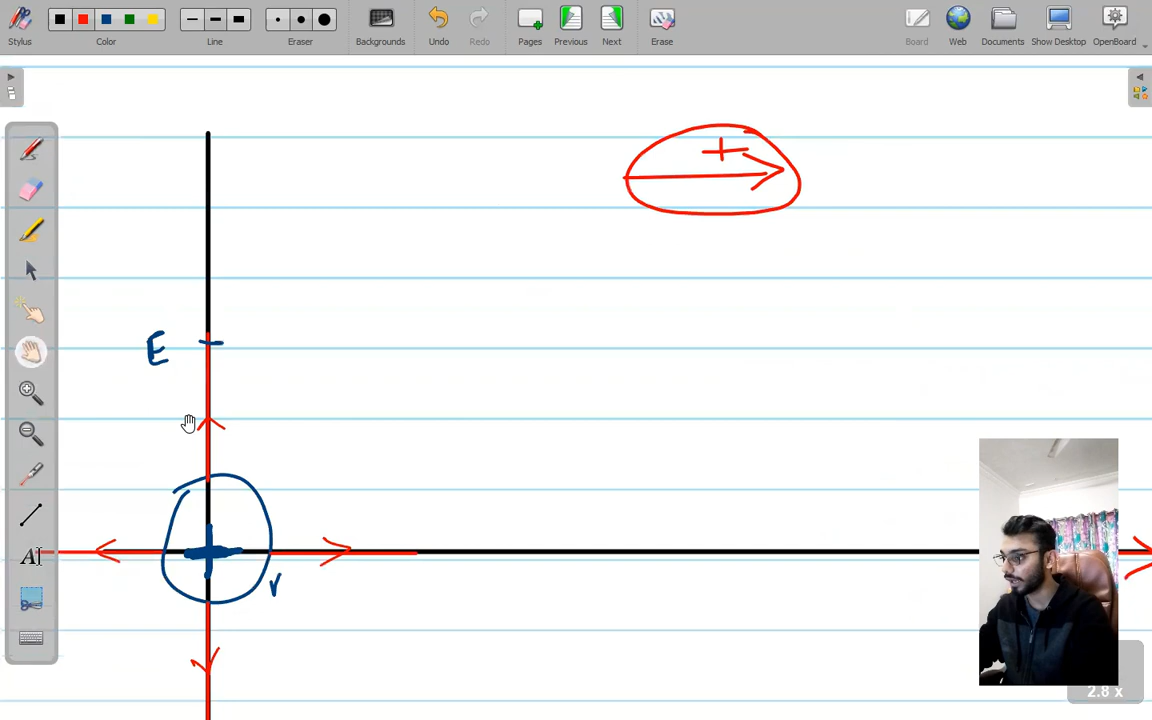 Stylus
Color
Line
Eraser
Backgrounds
Undo
Redo
Pages
Previous
Next
Erase
Board
Web
Documents
Show Desktop
OpenBoard
+
E
+
r
A
2.8 x